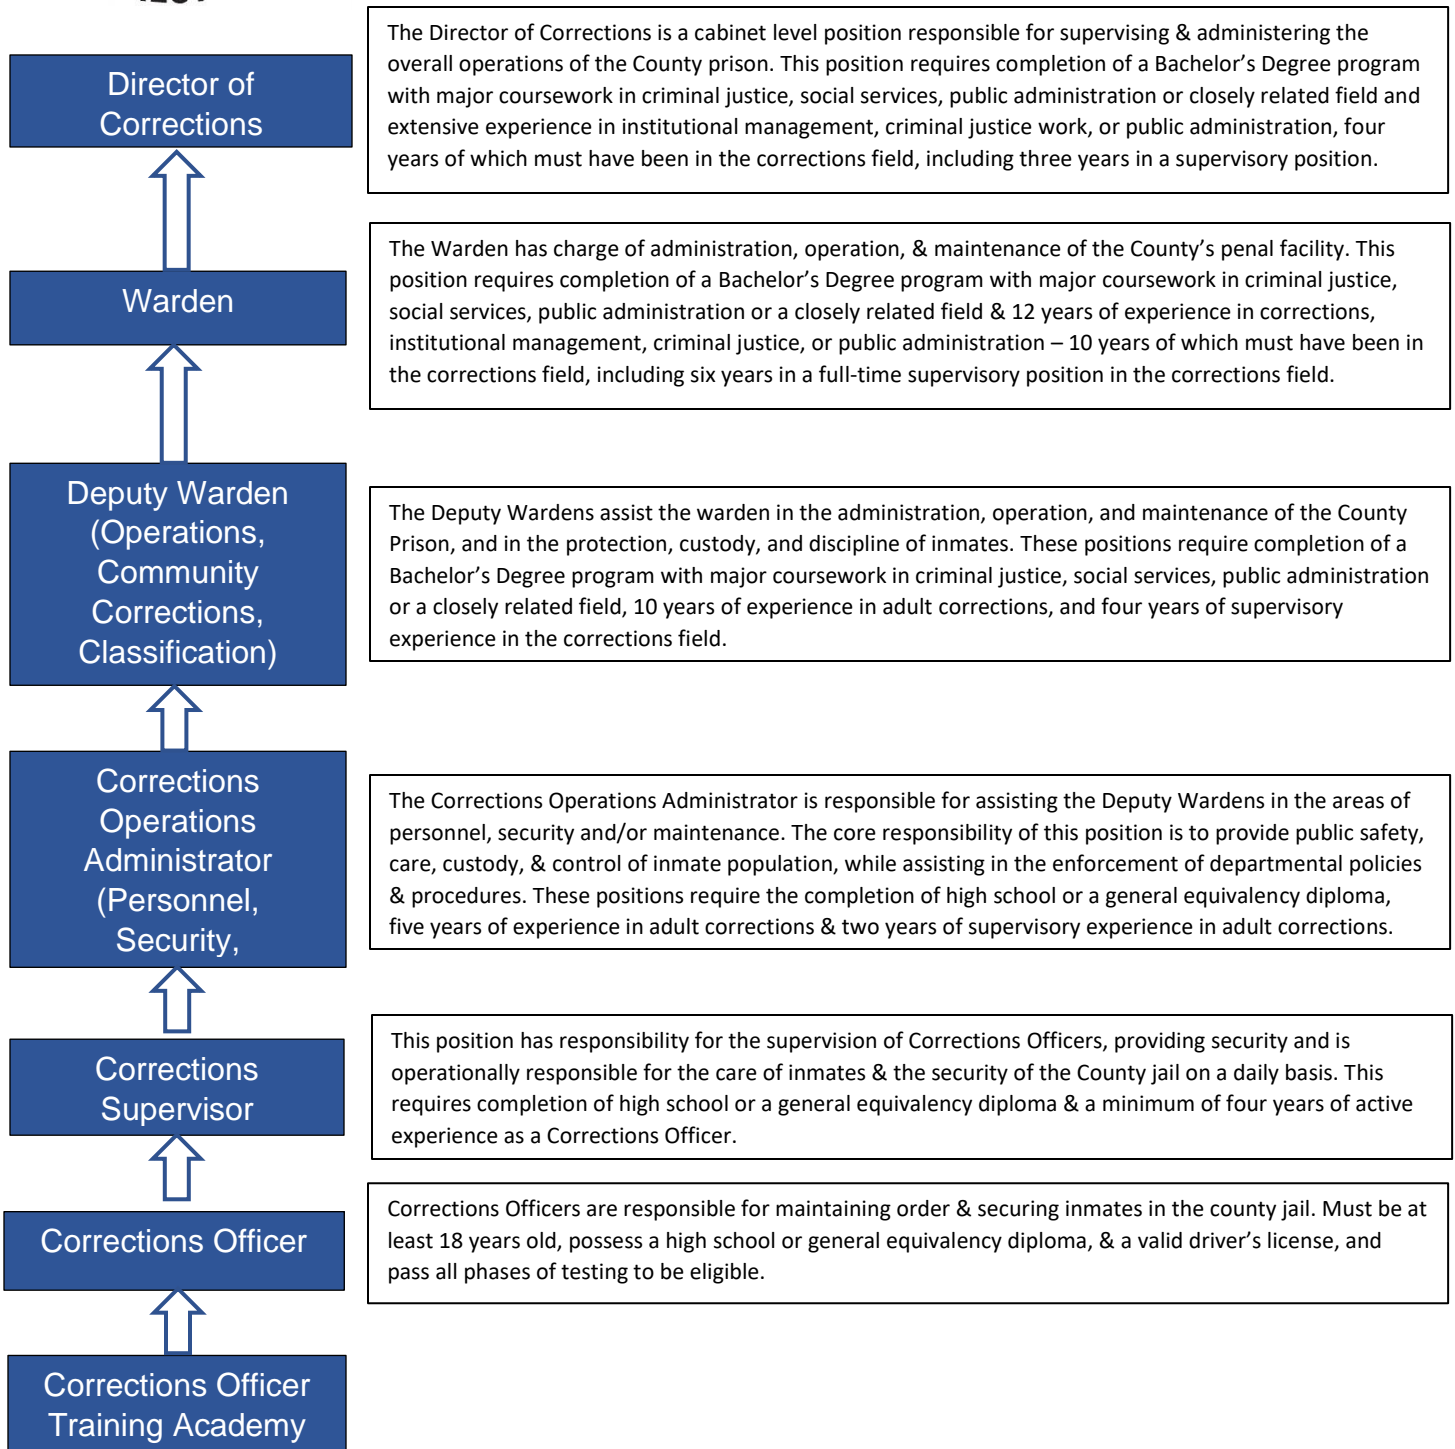 Director of
Corrections
The Director of Corrections is a cabinet level position responsible for supervising & administering the
overall operations of the County prison. This position requires completion of a Bachelor’s Degree program
with major coursework in criminal justice, social services, public administration or closely related field and
extensive experience in institutional management, criminal justice work, or public administration, four
years of which must have been in the corrections field, including three years in a supervisory position.
Warden
The Warden has charge of administration, operation, & maintenance of the County’s penal facility. This
position requires completion of a Bachelor’s Degree program with major coursework in criminal justice,
social services, public administration or a closely related field & 12 years of experience in corrections,
institutional management, criminal justice, or public administration – 10 years of which must have been in
the corrections field, including six years in a full-time supervisory position in the corrections field.
Deputy Warden
(Operations,
Community
Corrections,
Classification)
The Deputy Wardens assist the warden in the administration, operation, and maintenance of the County
Prison, and in the protection, custody, and discipline of inmates. These positions require completion of a
Bachelor’s Degree program with major coursework in criminal justice, social services, public administration
or a closely related field, 10 years of experience in adult corrections, and four years of supervisory
experience in the corrections field.
Corrections
Operations
Administrator
(Personnel,
Security,
The Corrections Operations Administrator is responsible for assisting the Deputy Wardens in the areas of
personnel, security and/or maintenance. The core responsibility of this position is to provide public safety,
care, custody, & control of inmate population, while assisting in the enforcement of departmental policies
& procedures. These positions require the completion of high school or a general equivalency diploma,
five years of experience in adult corrections & two years of supervisory experience in adult corrections.
Corrections
Supervisor
This position has responsibility for the supervision of Corrections Officers, providing security and is
operationally responsible for the care of inmates & the security of the County jail on a daily basis. This
requires completion of high school or a general equivalency diploma & a minimum of four years of active
experience as a Corrections Officer.
Corrections Officer
Corrections Officers are responsible for maintaining order & securing inmates in the county jail. Must be at
least 18 years old, possess a high school or general equivalency diploma, & a valid driver’s license, and
pass all phases of testing to be eligible.
Corrections Officer
Training Academy